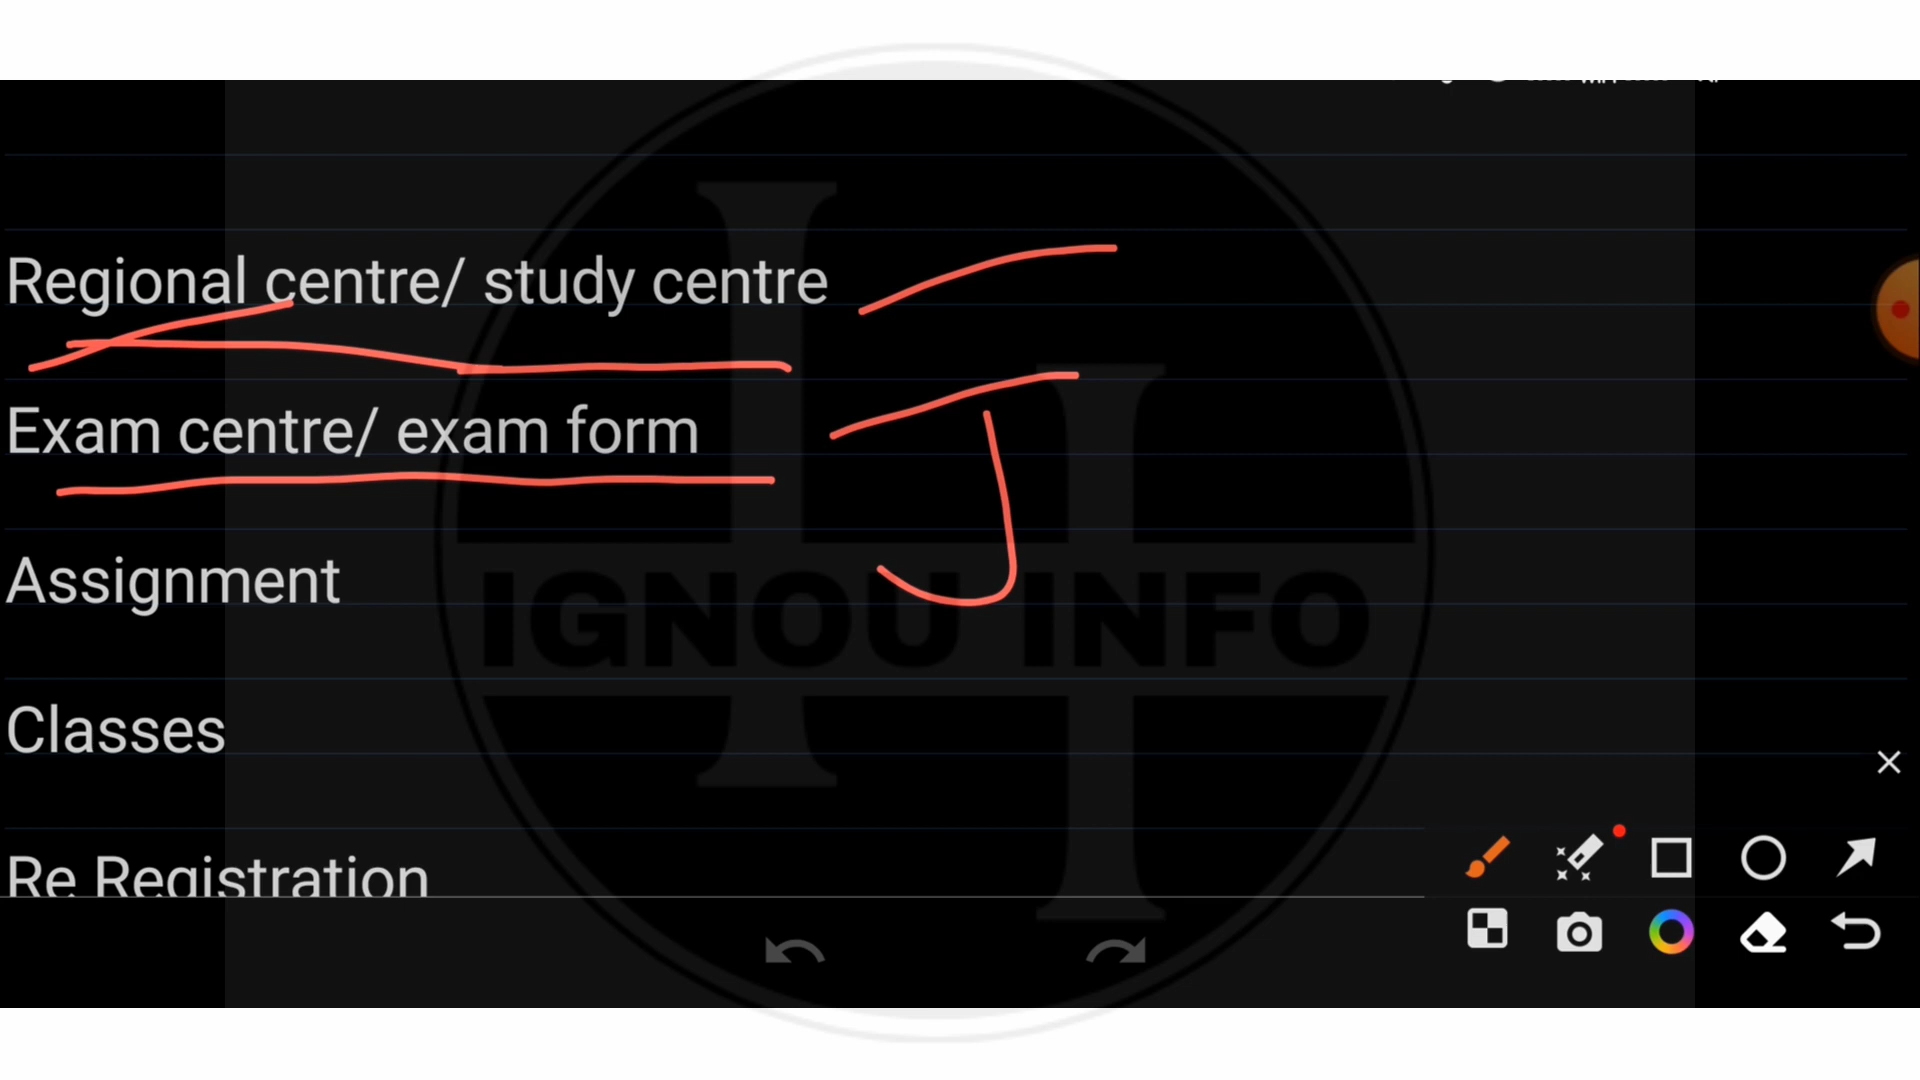 Regional centre/ study centre
Exam centre/ exam form
Assignment
IGNOU INFO
Classes
Re Registration